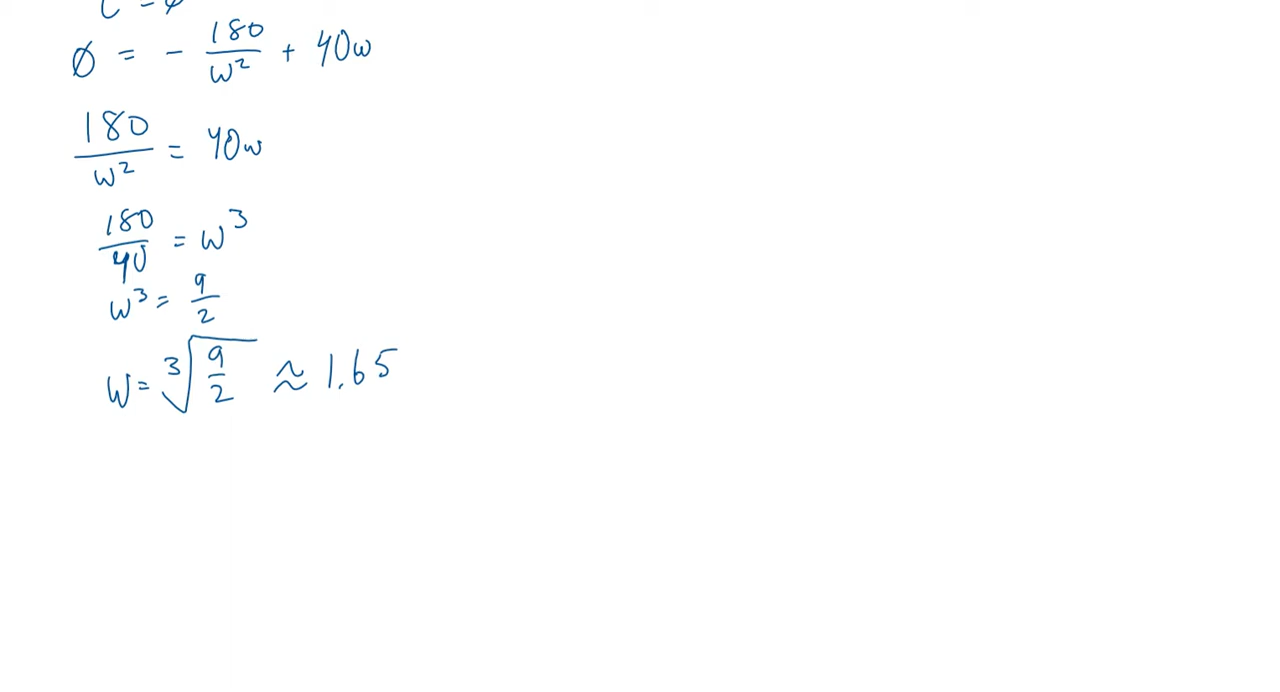 0 = - 180/w² + 40w
180/w² = 40w
180/40 = w³
w³ = 9/2
w = ∛(9/2) ≈ 1.65